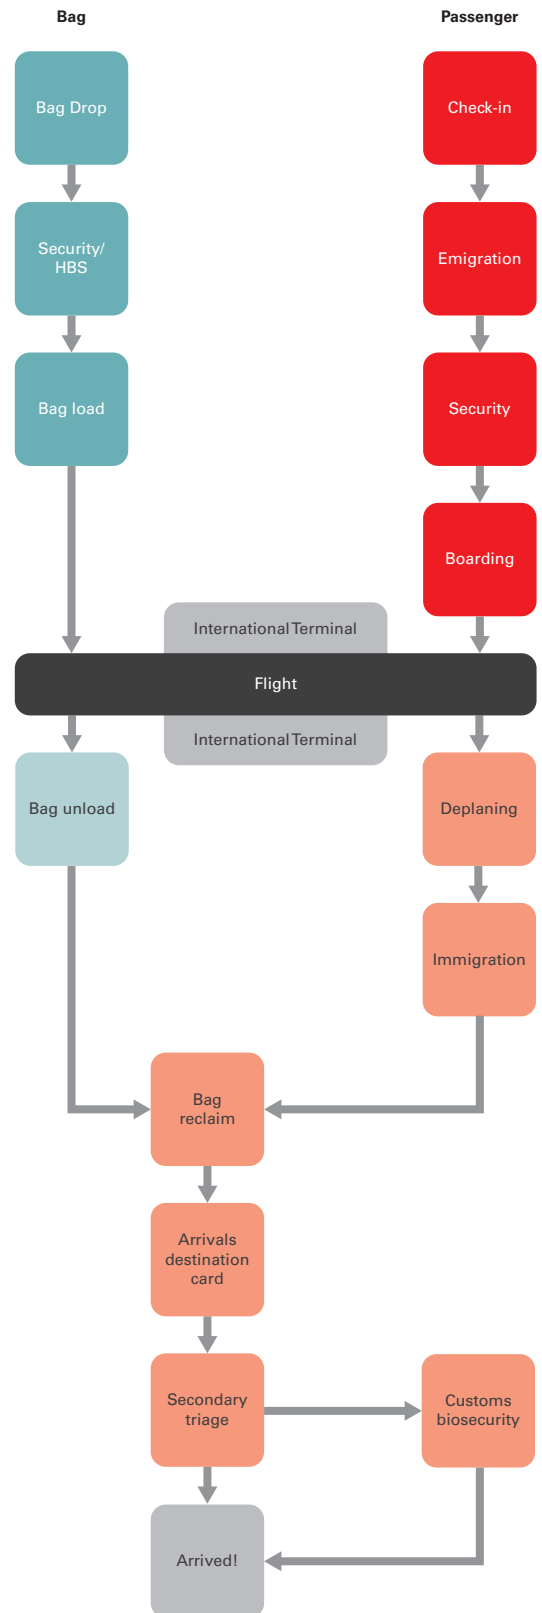 Bag
Passenger
Bag Drop
Check-in
Security/
HBS
Emigration
Bag load
Security
Boarding
International Terminal
Flight
International Terminal
Bag unload
Deplaning
Immigration
Bag
reclaim
Arrivals
destination
card
Secondary
triage
Customs
biosecurity
Arrived!